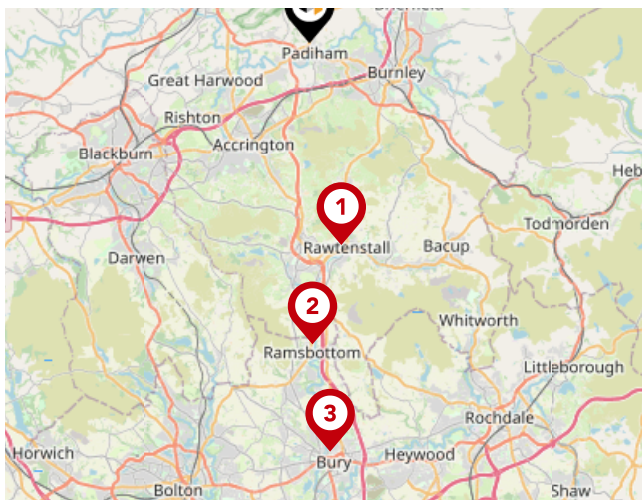 Padiham
Burnley
Great Harwood
Rishton
Accrington
Blackburn
Heb
1
Todmorden
Rawtenstall
Bacup
Darwen
2
Whitworth
Ramsbottom
Littleborough
3
Rochdale
Horwich
Bury
Heywood
Bolton
Shaw